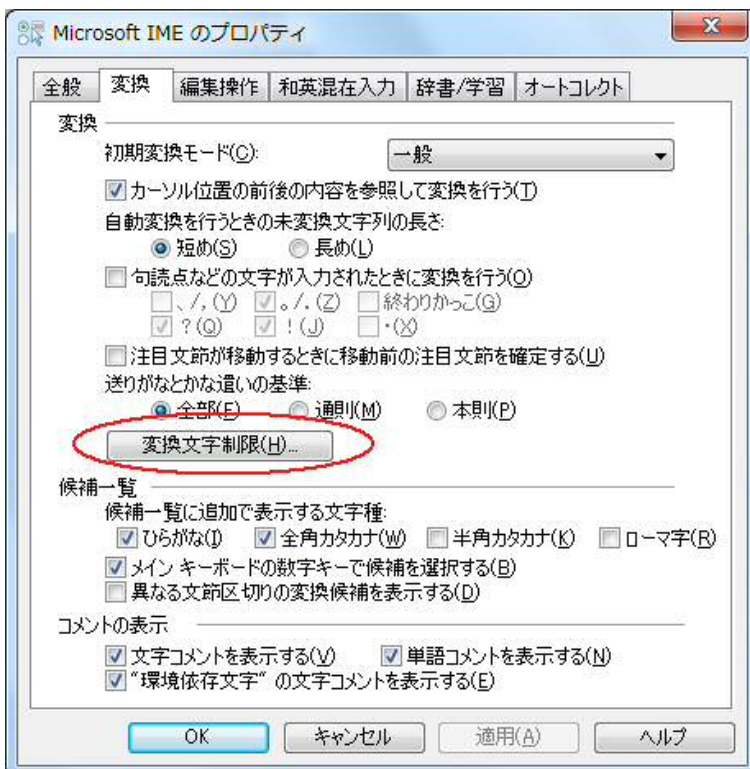 Microsoft IME のプロパティ
全般 変換 編集操作 和英混在入力 辞書/学習 オートコレクト
変換
初期変換モード(C): 一般
カーソル位置の前後の内容を参照して変換を行う(T)
自動変換を行うときの未変換文字列の長さ:
短め(S) 長め(L)
句読点などの文字が入力されたときに変換を行う(O)
、/,(Y) 。/.(Z) 終わりかっこ(G)
?(Q) !(J) ・(X)
注目文節が移動するときに移動前の注目文節を確定する(U)
送りがなとかな遣いの基準:
全部(F) 通則(M) 本則(P)
変換文字制限(H)...
候補一覧
候補一覧に追加で表示する文字種:
ひらがな(I) 全角カタカナ(W) 半角カタカナ(K) ローマ字(R)
メイン キーボードの数字キーで候補を選択する(B)
異なる文節区切りの変換候補を表示する(D)
コメントの表示
文字コメントを表示する(V) 単語コメントを表示する(N)
"環境依存文字" の文字コメントを表示する(E)
OK キャンセル 適用(A) ヘルプ